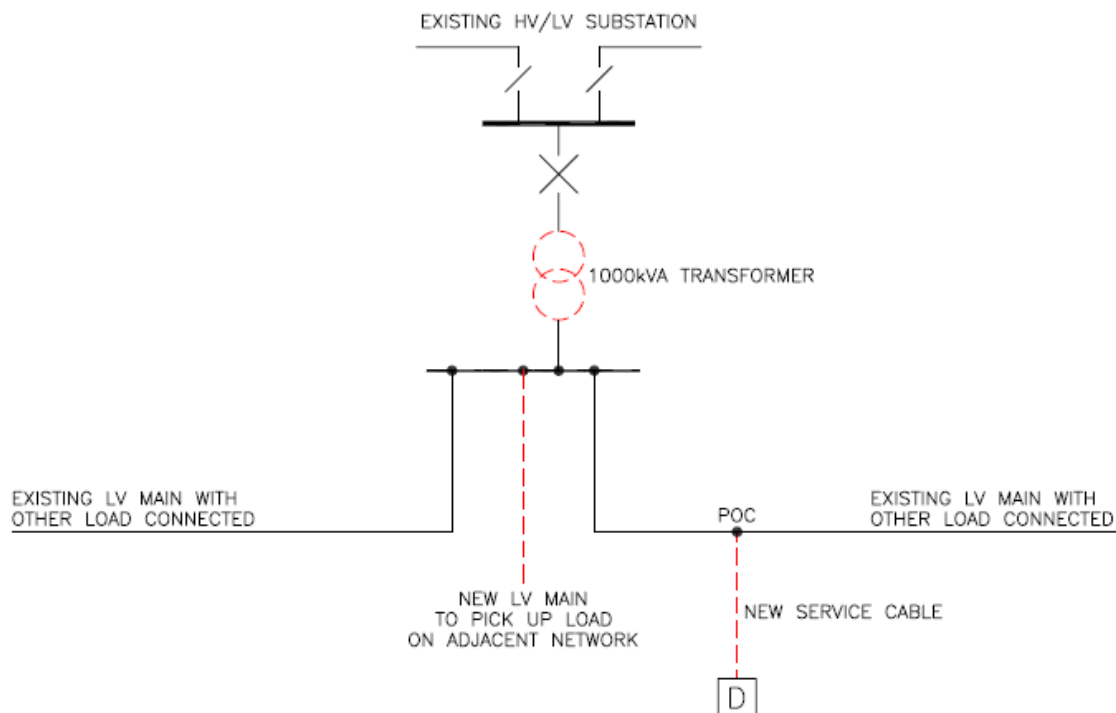 EXISTING HV/LV SUBSTATION
1000kVA TRANSFORMER
EXISTING LV MAIN WITH
OTHER LOAD CONNECTED
POC
EXISTING LV MAIN WITH
OTHER LOAD CONNECTED
NEW LV MAIN
TO PICK UP LOAD
ON ADJACENT NETWORK
NEW SERVICE CABLE
D